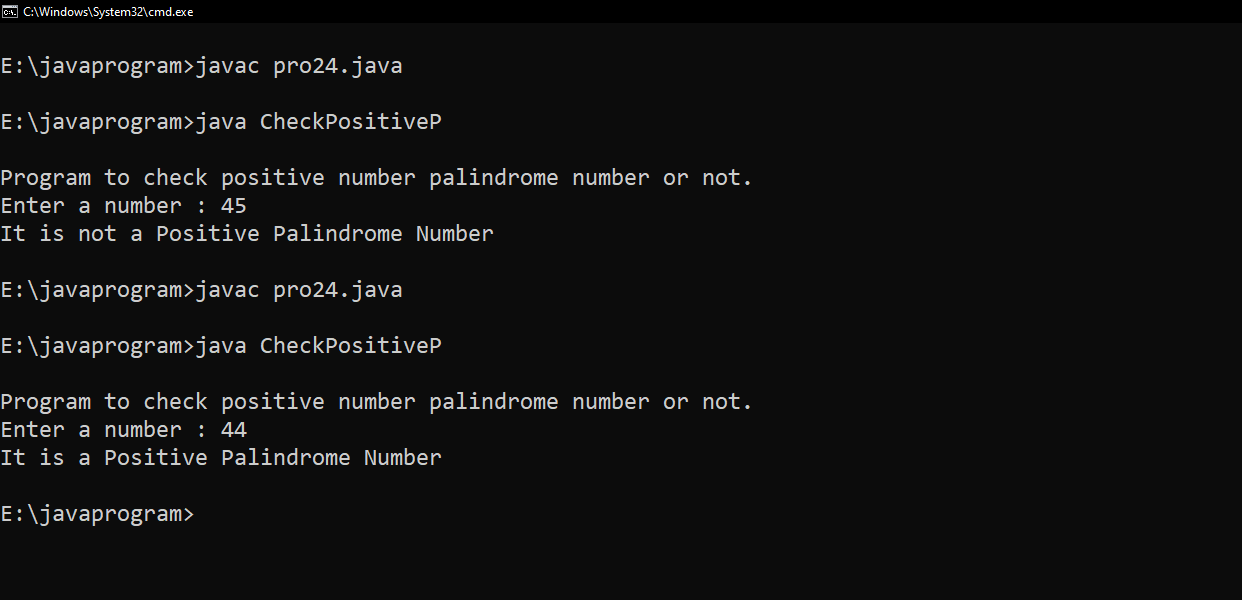 C:\Windows\System32\cmd.exe
E:\javaprogram>javac pro24.java
E:\javaprogram>java CheckPositiveP
Program to check positive number palindrome number or not.
Enter a number : 45
It is not a Positive Palindrome Number
E:\javaprogram>javac pro24.java
E:\javaprogram>java CheckPositiveP
Program to check positive number palindrome number or not.
Enter a number : 44
It is a Positive Palindrome Number
E:\javaprogram>